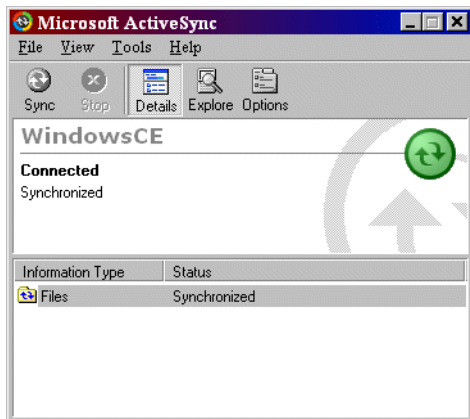 Microsoft ActiveSync
File View Tools Help
Sync Stop Details Explore Options
WindowsCE
Connected
Synchronized
Information Type Status
Files Synchronized